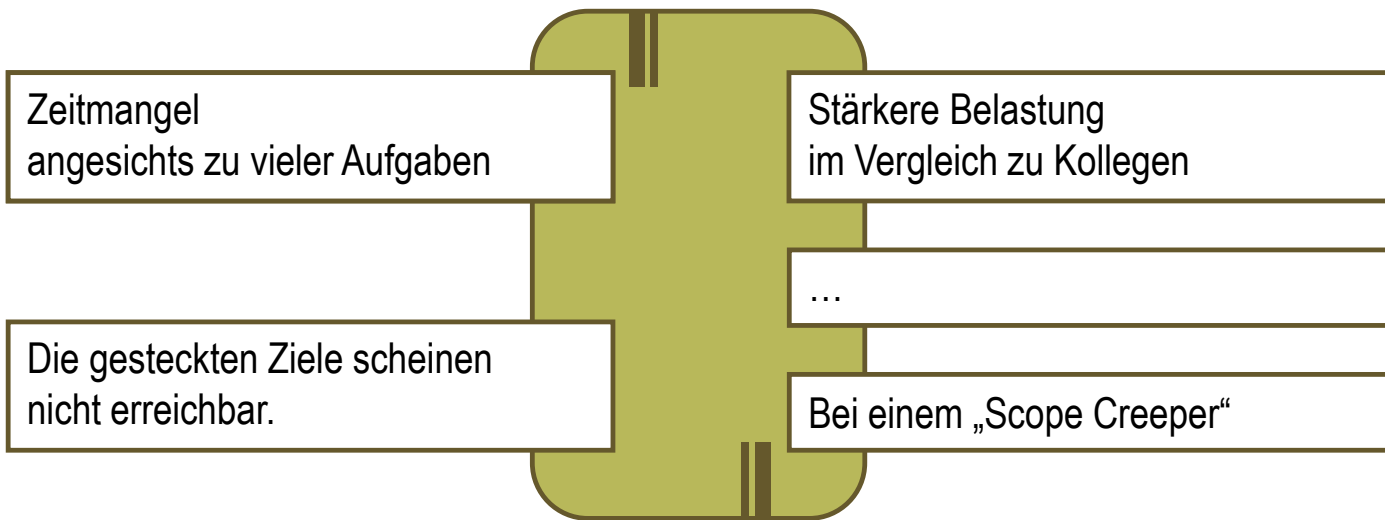 Zeitmangel
angesichts zu vieler Aufgaben
Die gesteckten Ziele scheinen
nicht erreichbar.
Stärkere Belastung
im Vergleich zu Kollegen
…
Bei einem „Scope Creeper“